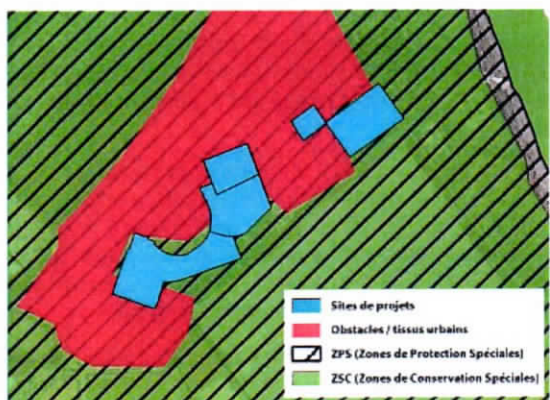 Sites de projets
Obstacles / tissus urbains
ZPS (Zones de Protection Spéciales)
ZSC (Zones de Conservation Spéciales)